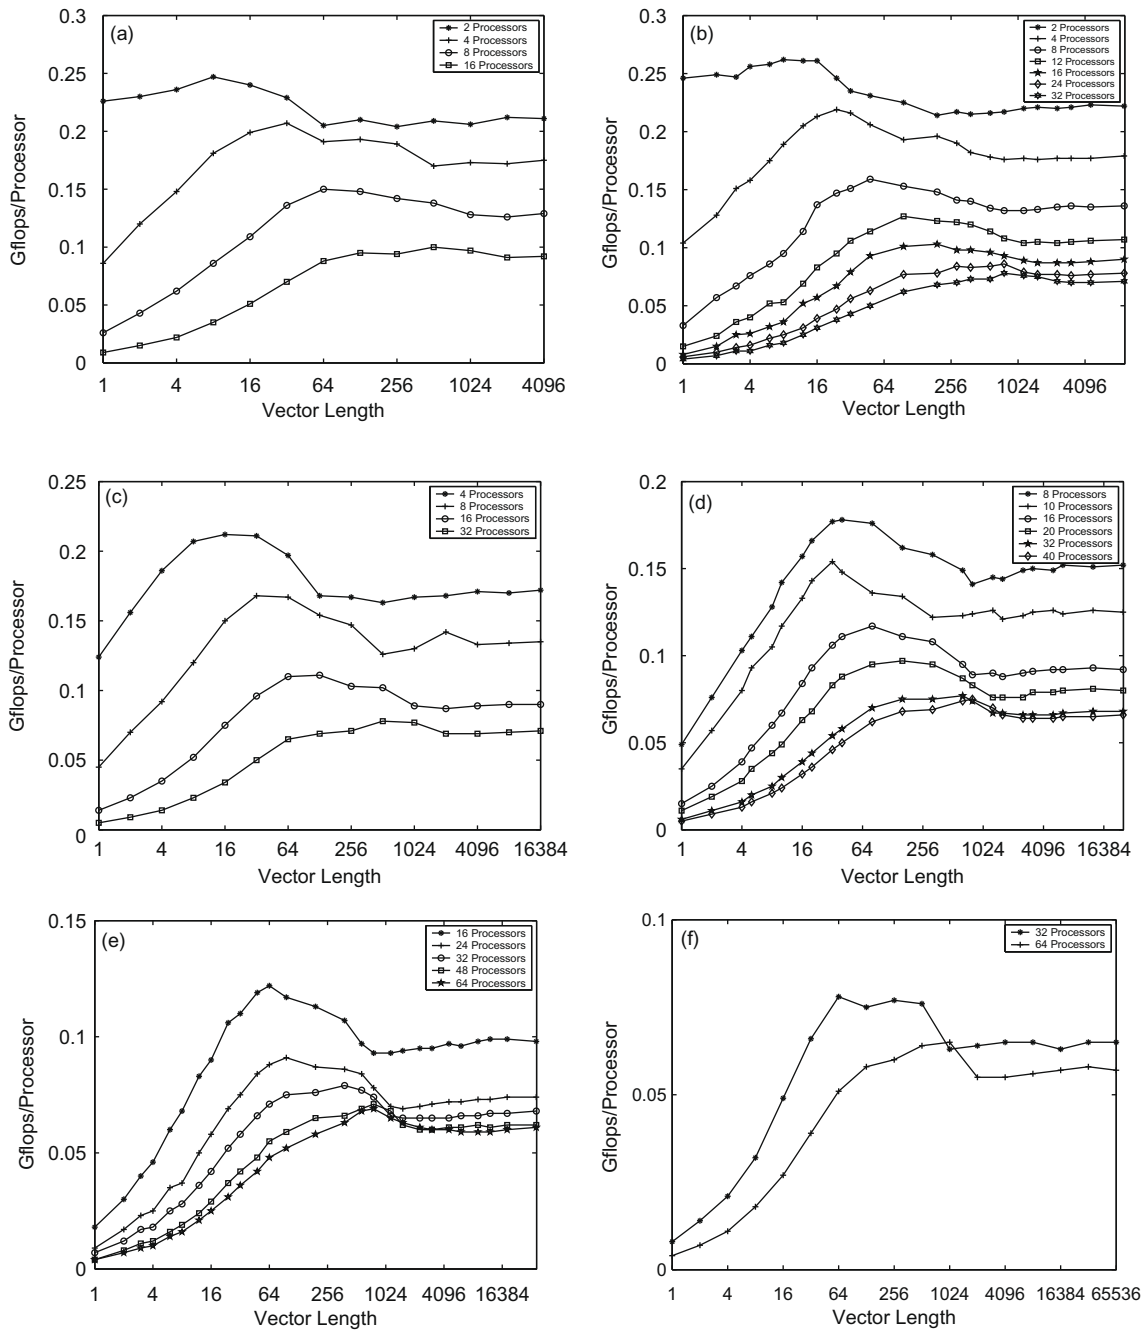 (a)
2 Processors
4 Processors
8 Processors
16 Processors
0.3
0.25
0.2
0.15
0.1
0.05
0
Gflops/Processor
1 4 16 64 256 1024 4096
Vector Length
(b)
2 Processors
4 Processors
8 Processors
12 Processors
16 Processors
24 Processors
32 Processors
0.3
0.25
0.2
0.15
0.1
0.05
0
Gflops/Processor
1 4 16 64 256 1024 4096
Vector Length
(c)
4 Processors
8 Processors
16 Processors
32 Processors
0.25
0.2
0.15
0.1
0.05
0
Gflops/Processor
1 4 16 64 256 1024 4096 16384
Vector Length
(d)
8 Processors
10 Processors
16 Processors
20 Processors
32 Processors
40 Processors
0.2
0.15
0.1
0.05
0
Gflops/Processor
1 4 16 64 256 1024 4096 16384
Vector Length
(e)
16 Processors
24 Processors
32 Processors
48 Processors
64 Processors
0.15
0.1
0.05
0
Gflops/Processor
1 4 16 64 256 1024 4096 16384
Vector Length
(f)
32 Processors
64 Processors
0.1
0.05
0
Gflops/Processor
1 4 16 64 256 1024 4096 16384 65536
Vector Length